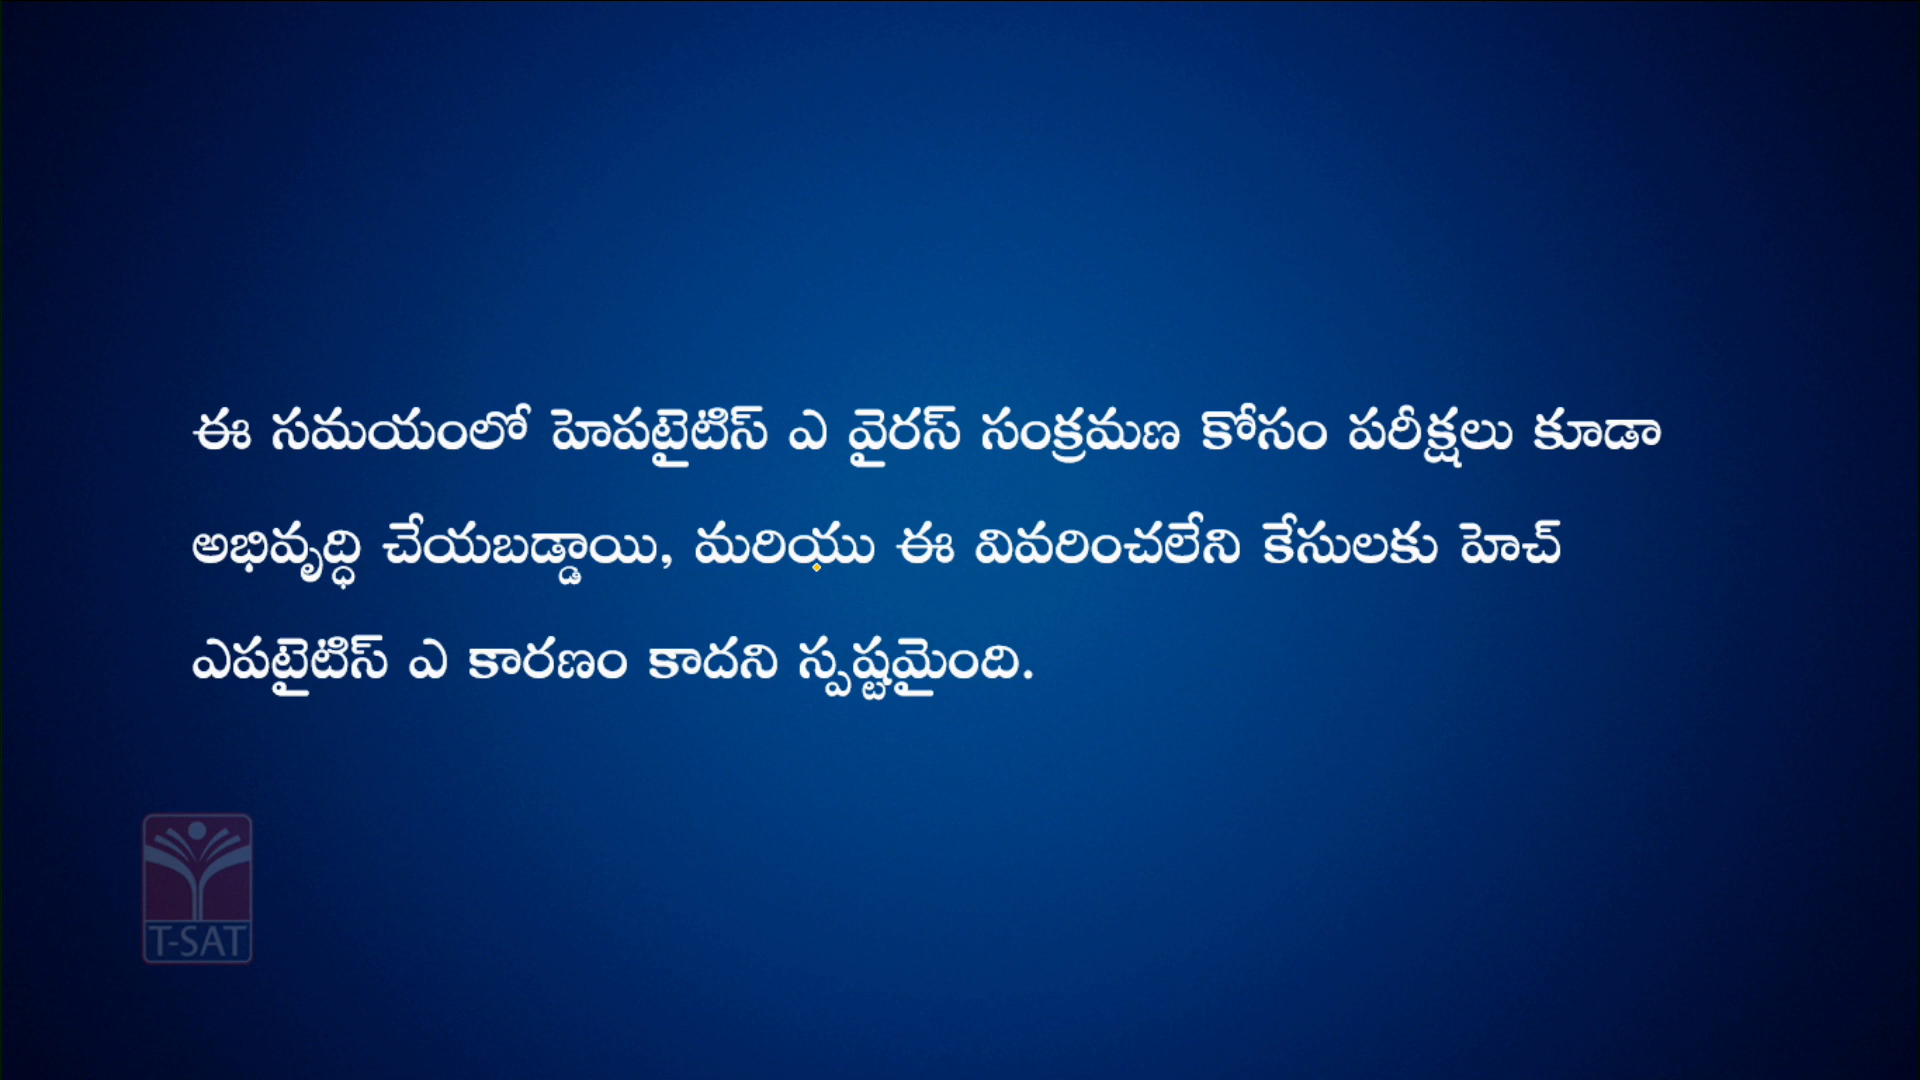 ఈ సమయంలో హెపటైటిస్ ఎ వైరస్ సంక్రమణ కోసం పరీక్షలు కూడా
అభివృద్ధి చేయబడ్డాయి, మరియు ఈ వివరించలేని కేసులకు హెచ్
ఎపటైటిస్ ఎ కారణం కాదని స్పష్టమైంది.
T-SAT